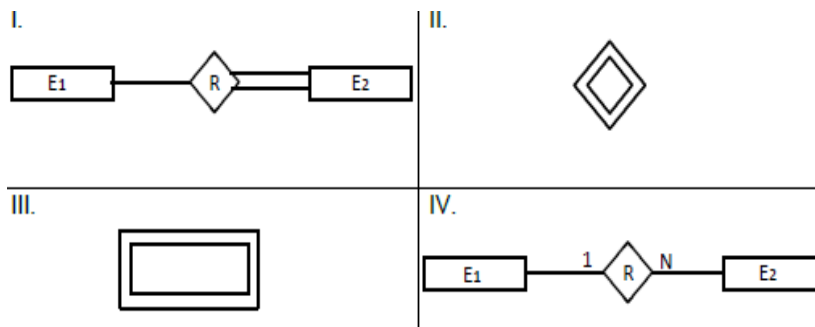 I.
E1 R E2
II.
III.
IV.
E1 1 R N E2